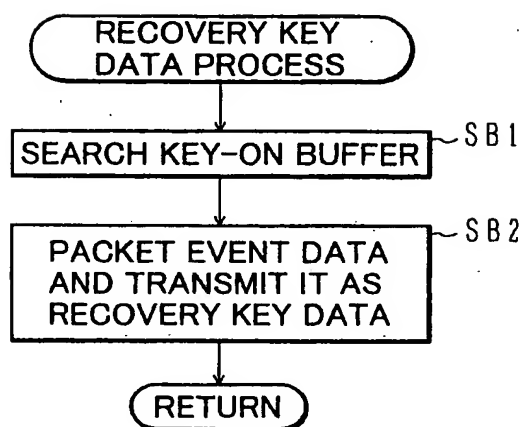 RECOVERY KEY
DATA PROCESS
SEARCH KEY-ON BUFFER
SB1
PACKET EVENT DATA
AND TRANSMIT IT AS
RECOVERY KEY DATA
SB2
RETURN